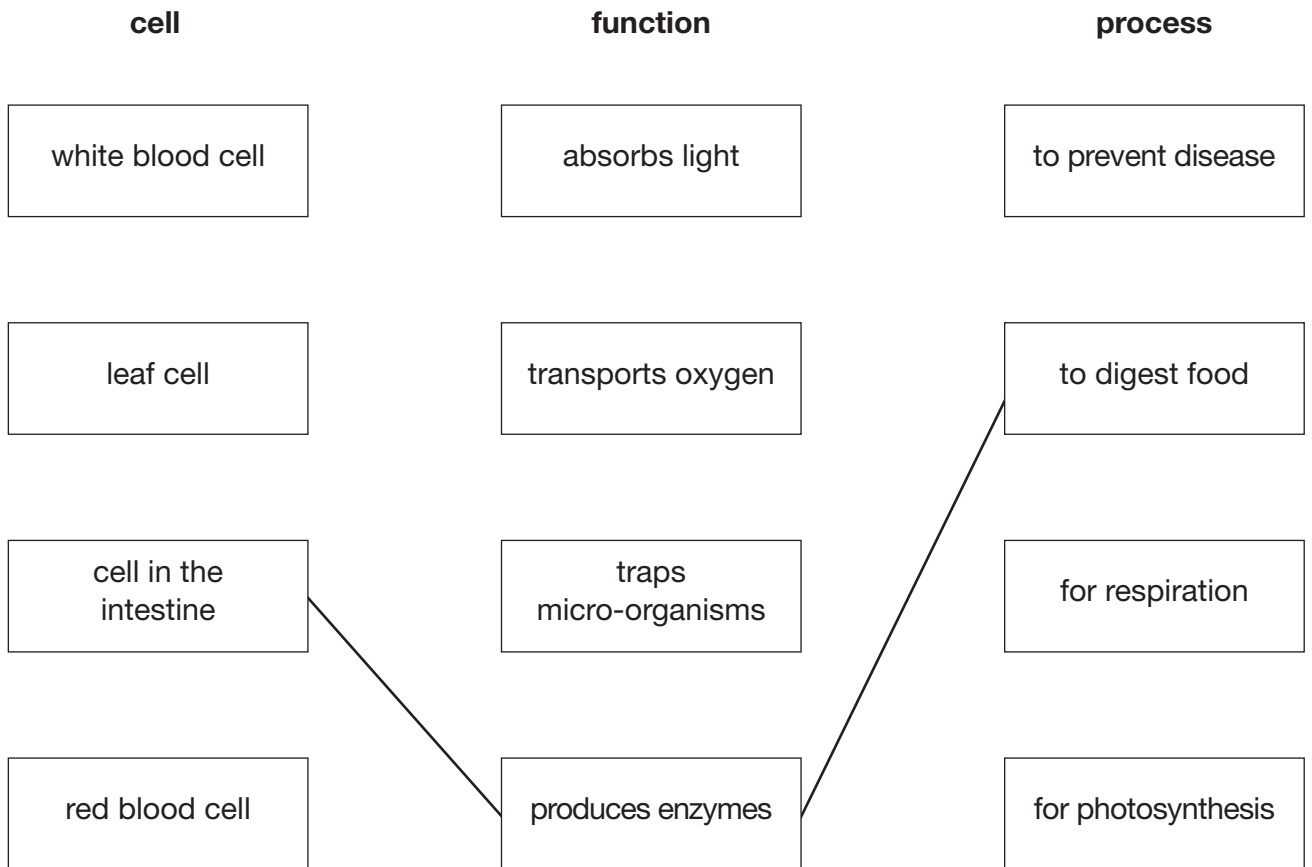 cell function process
white blood cell absorbs light to prevent disease
leaf cell transports oxygen to digest food
cell in the
intestine
traps
micro-organisms
for respiration
red blood cell produces enzymes for photosynthesis